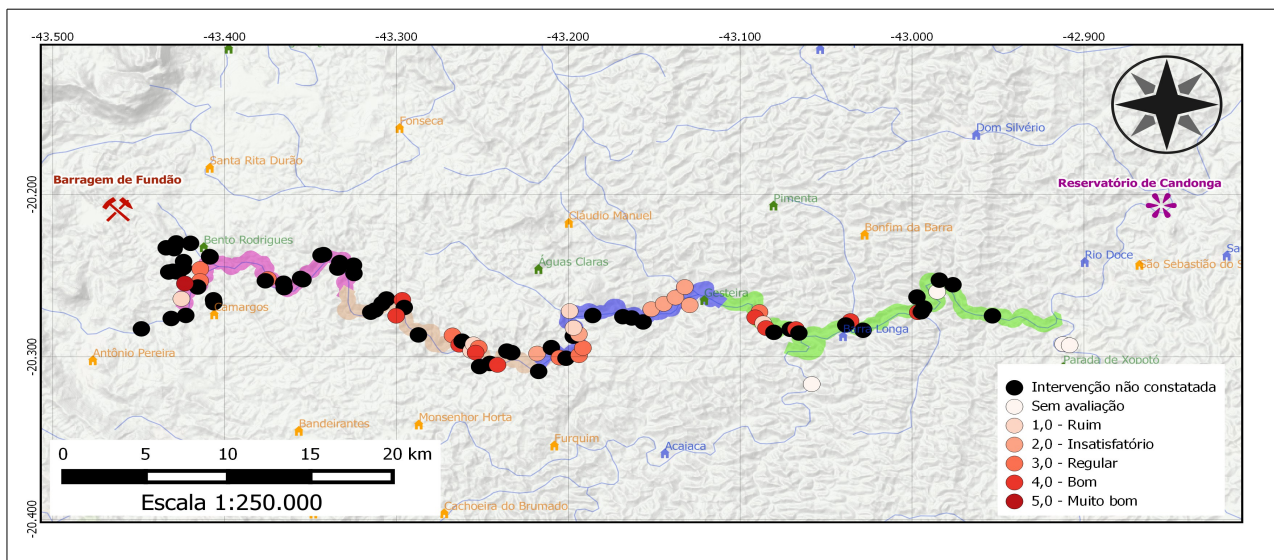 -43.500
-43.400
-43.300
-43.200
-43.100
-43.000
-42.900
Fonseca
Dom Silvério
Santa Rita Durão
Barragem de Fundão
Reservatório de Candonga
-20.200
Pimenta
Cláudio Manuel
Bonfim da Barra
Bento Rodrigues
Rio Doce
Sa
Águas Claras
São Sebastião do S
Gesteira
Camargos
Barra Longa
Antônio Pereira
Parada de Xopotó
-20.300
Intervenção não constatada
Sem avaliação
1,0 - Ruim
2,0 - Insatisfatório
3,0 - Regular
4,0 - Bom
5,0 - Muito bom
Bandeirantes
Monsenhor Horta
Furquim
Acaiaca
0 5 10 15 20 km
Escala 1:250.000
Cachoeira do Brumado
-20.400